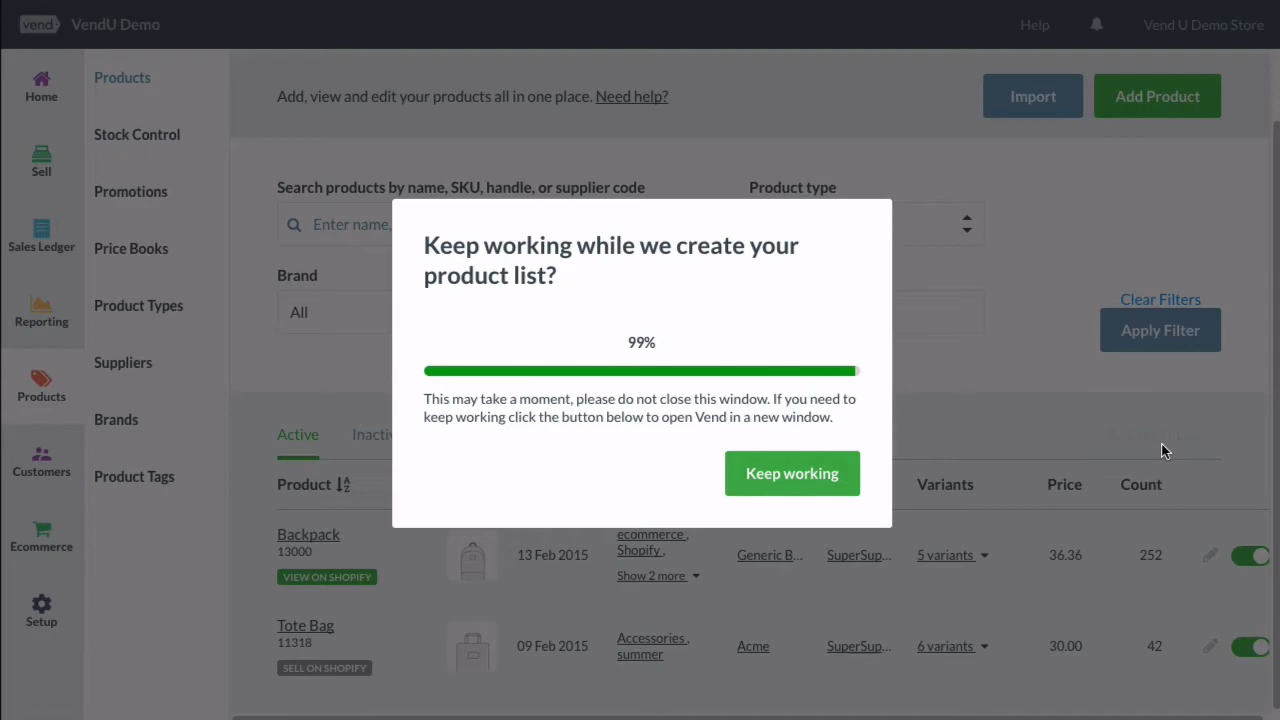 vend VendU Demo Help Vend U Demo Store
Home
Sell
Sales Ledger
Reporting
Products
Customers
Ecommerce
Setup
Products
Stock Control
Promotions
Price Books
Product Types
Suppliers
Brands
Product Tags
Add, view and edit your products all in one place. Need help?
Import
Add Product
Search products by name, SKU, handle, or supplier code
Product type
Enter name,
Brand
All
Clear Filters
Apply Filter
Keep working while we create your
product list?
99%
This may take a moment, please do not close this window. If you need to
keep working click the button below to open Vend in a new window.
Keep working
Active Inactiv
Product Variants Price Count
Backpack
13000
VIEW ON SHOPIFY
13 Feb 2015
ecommerce ,
Shopify ,
Show 2 more
Generic B... SuperSup... 5 variants 36.36 252
Tote Bag
11318
SELL ON SHOPIFY
09 Feb 2015
Accessories ,
summer
Acme SuperSup... 6 variants 30.00 42